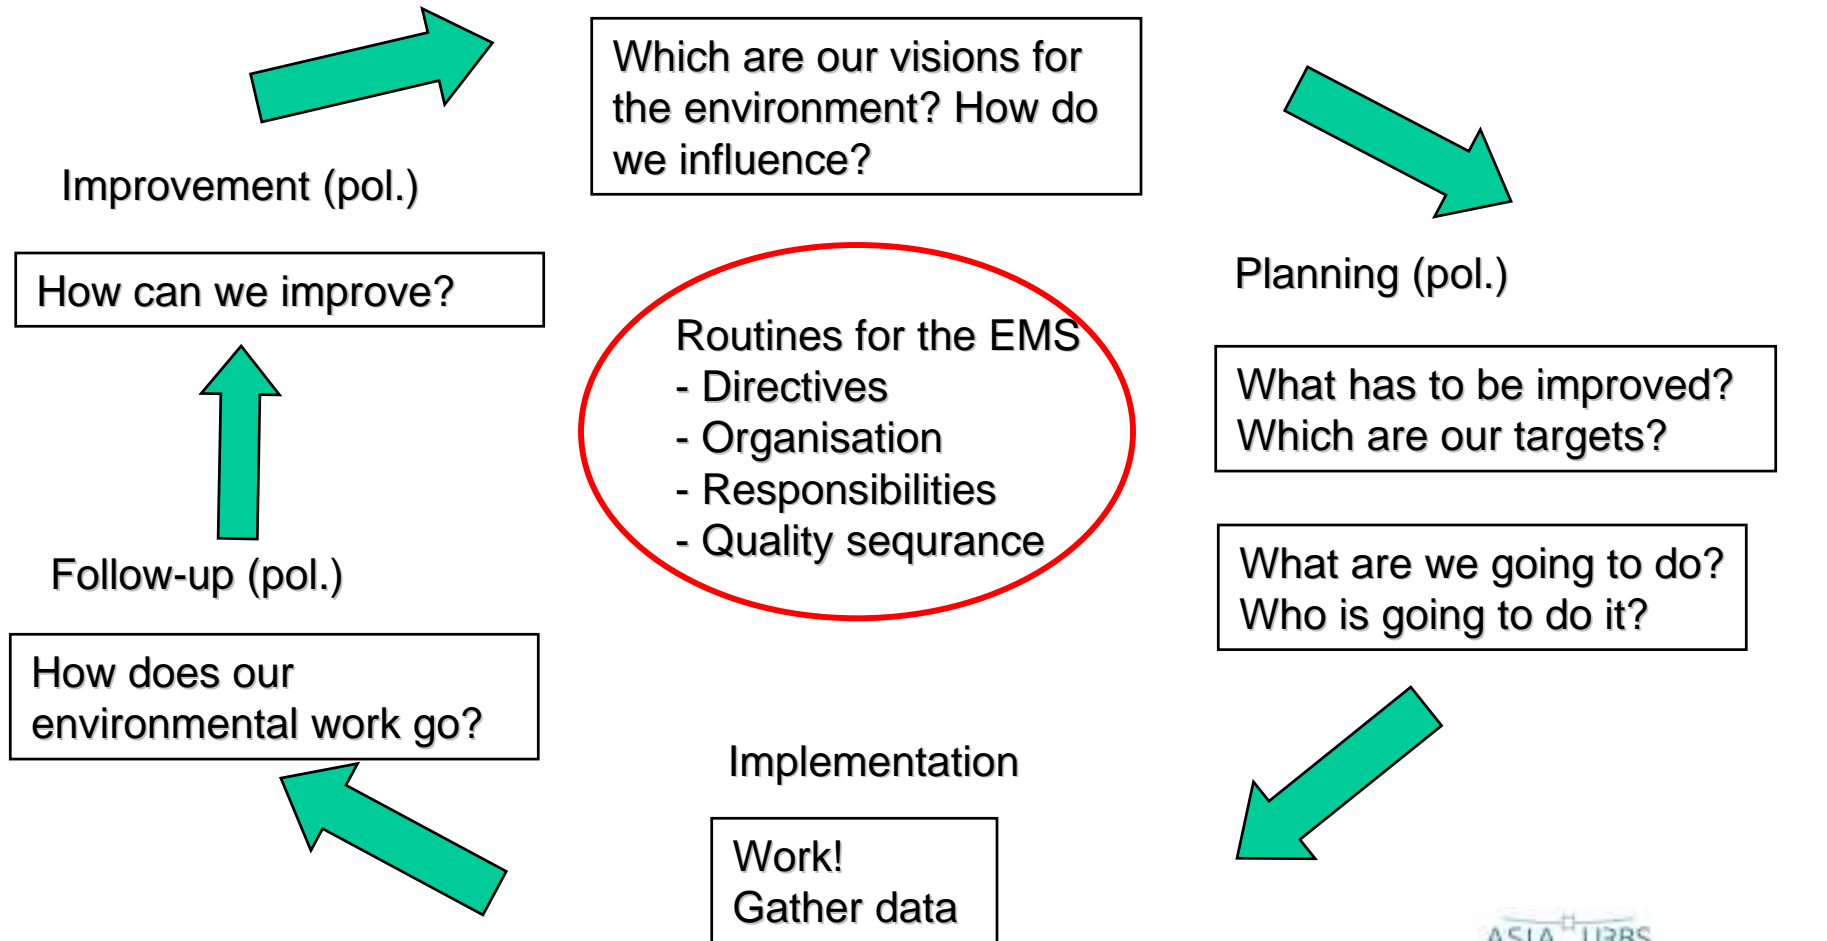 Which are our visions for
the environment? How do
we influence?
Improvement (pol.)
How can we improve?
Planning (pol.)
What has to be improved?
Which are our targets?
Routines for the EMS
- Directives
- Organisation
- Responsibilities
- Quality sequrance
What are we going to do?
Who is going to do it?
Follow-up (pol.)
How does our
environmental work go?
Implementation
Work!
Gather data
ASIA URBS